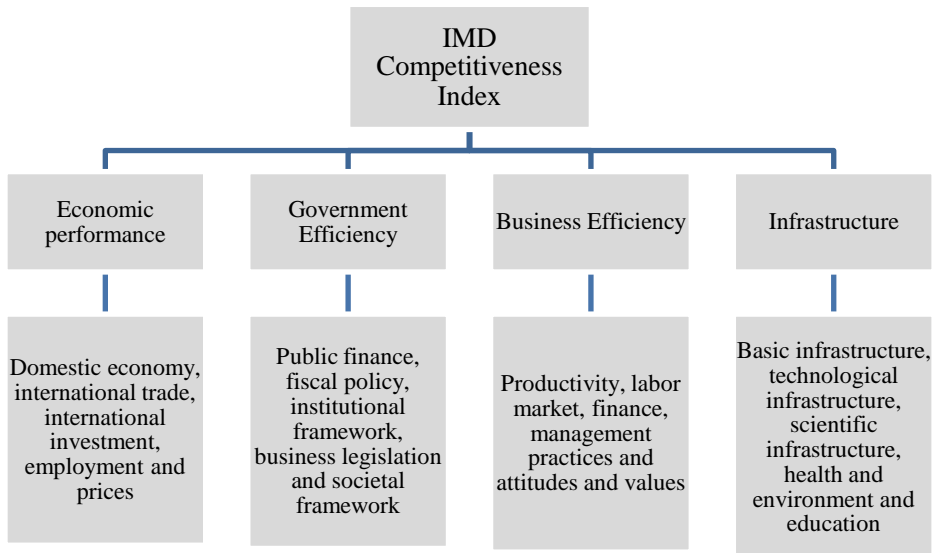 IMD
Competitiveness
Index
Economic
performance
Government
Efficiency
Business Efficiency
Infrastructure
Domestic economy,
international trade,
international
investment,
employment and
prices
Public finance,
fiscal policy,
institutional
framework,
business legislation
and societal
framework
Productivity, labor
market, finance,
management
practices and
attitudes and values
Basic infrastructure,
technological
infrastructure,
scientific
infrastructure,
health and
environment and
education